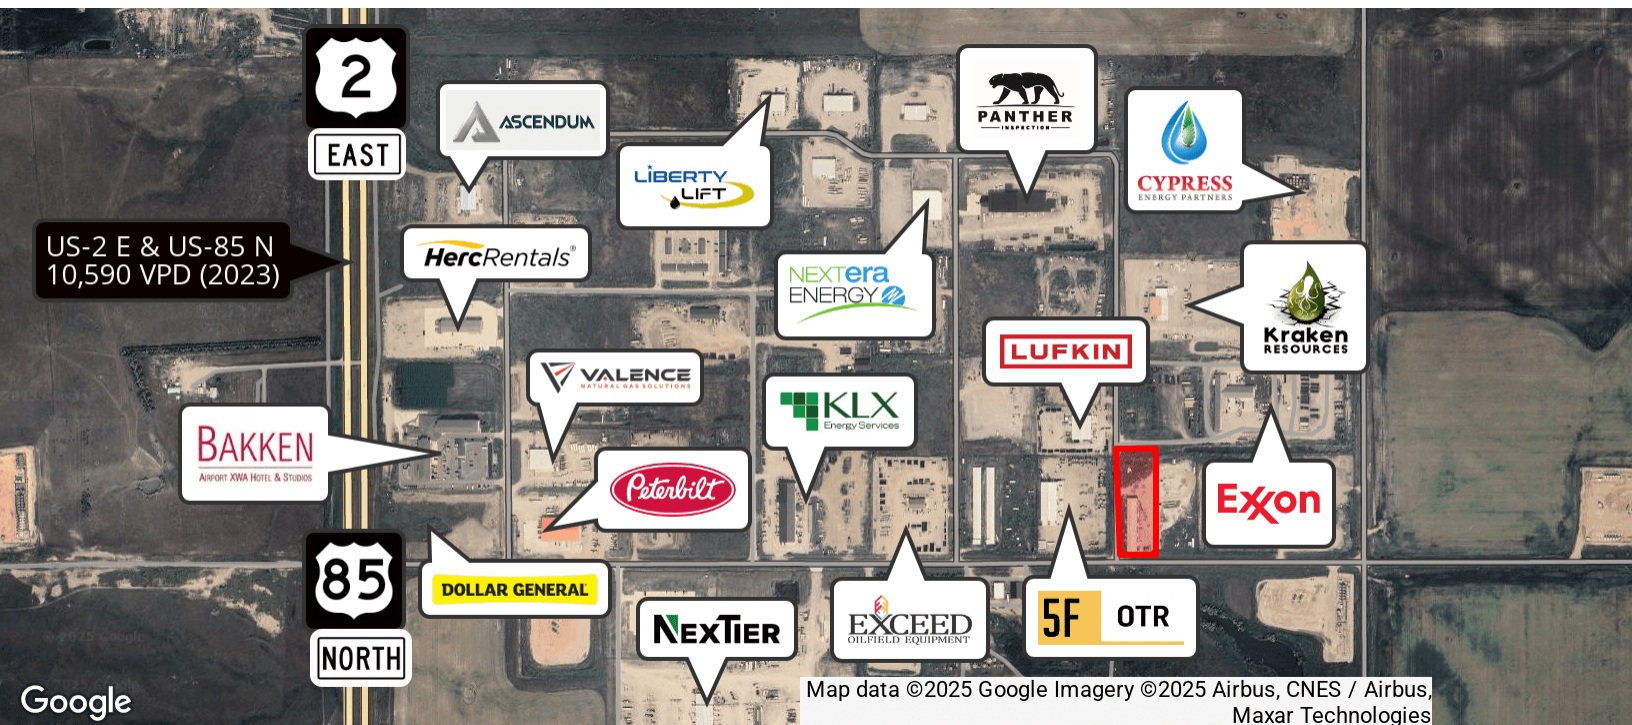 2
EAST
ASCENDUM
LIBERTY
LIFT
PANTHER
INSPECTION
CYPRESS
ENERGY PARTNERS
US-2 E & US-85 N
10,590 VPD (2023)
HercRentals®
NEXTera
ENERGY
Kraken
RESOURCES
LUFKIN
VALENCE
NATURAL GAS SOLUTIONS
KLX
Energy Services
BAKKEN
AIRPORT XWA HOTEL & STUDIOS
Peterbilt
Exxon
85
NORTH
DOLLAR GENERAL
NEXTIER
EXCEED
OILFIELD EQUIPMENT
5F OTR
Google
Map data ©2025 Google Imagery ©2025 Airbus, CNES / Airbus,
Maxar Technologies